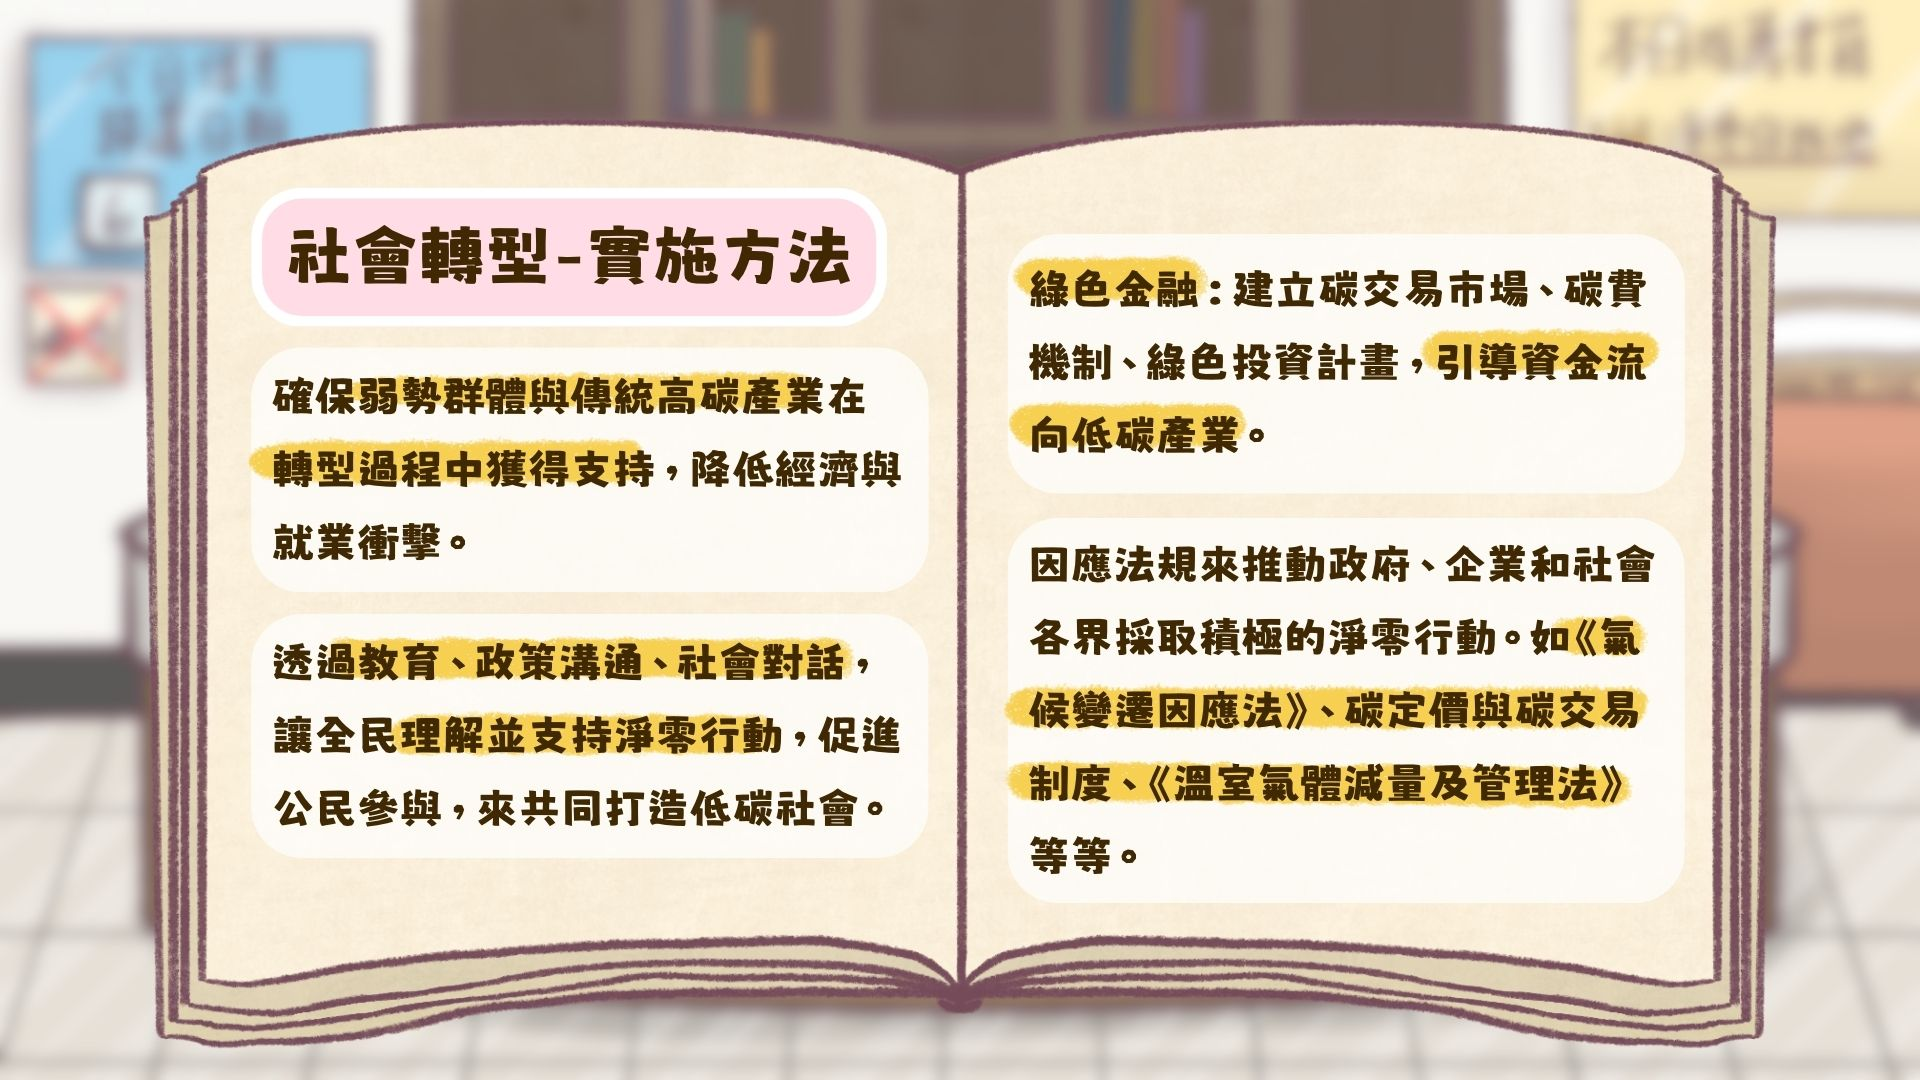 社會轉型-實施方法
確保弱勢群體與傳統高碳產業在
轉型過程中獲得支持，降低經濟與
就業衝擊。
透過教育、政策溝通、社會對話，
讓全民理解並支持淨零行動，促進
公民參與，來共同打造低碳社會。
綠色金融：建立碳交易市場、碳費
機制、綠色投資計畫，引導資金流
向低碳產業。
因應法規來推動政府、企業和社會
各界採取積極的淨零行動。如《氣
候變遷因應法》、碳定價與碳交易
制度、《溫室氣體減量及管理法》
等等。